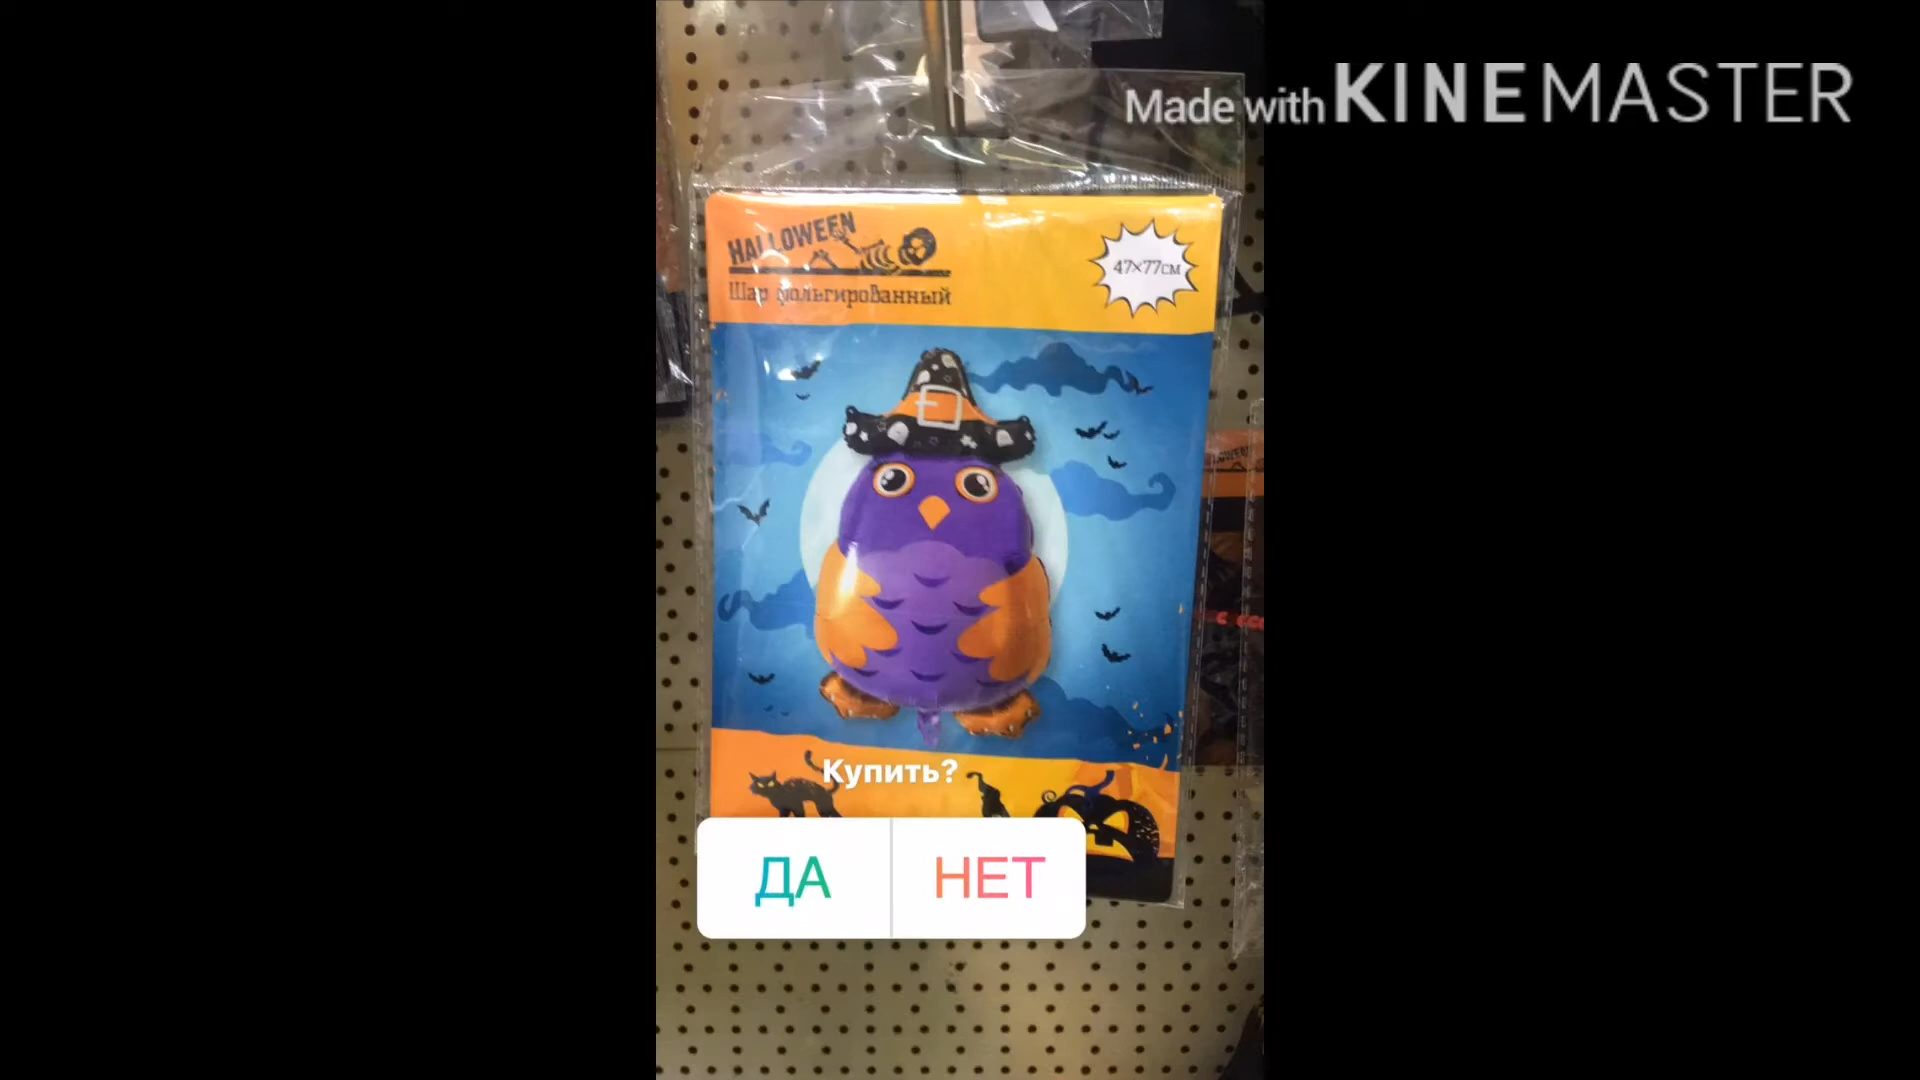 Made with KINEMASTER
HALLOWEEN
Шар фольгированный
47×77см
Купить?
ДА
НЕТ